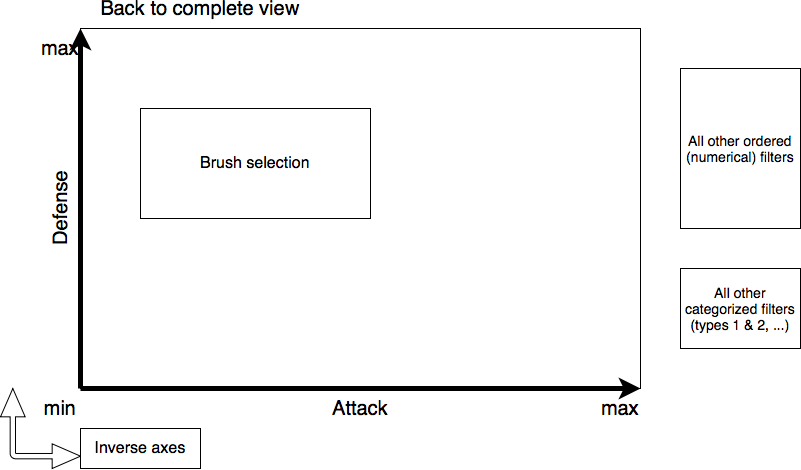 Back to complete view
max
Brush selection
All other ordered
(numerical) filters
Defense
All other
categorized filters
(types 1 & 2, ...)
min
Attack
max
Inverse axes